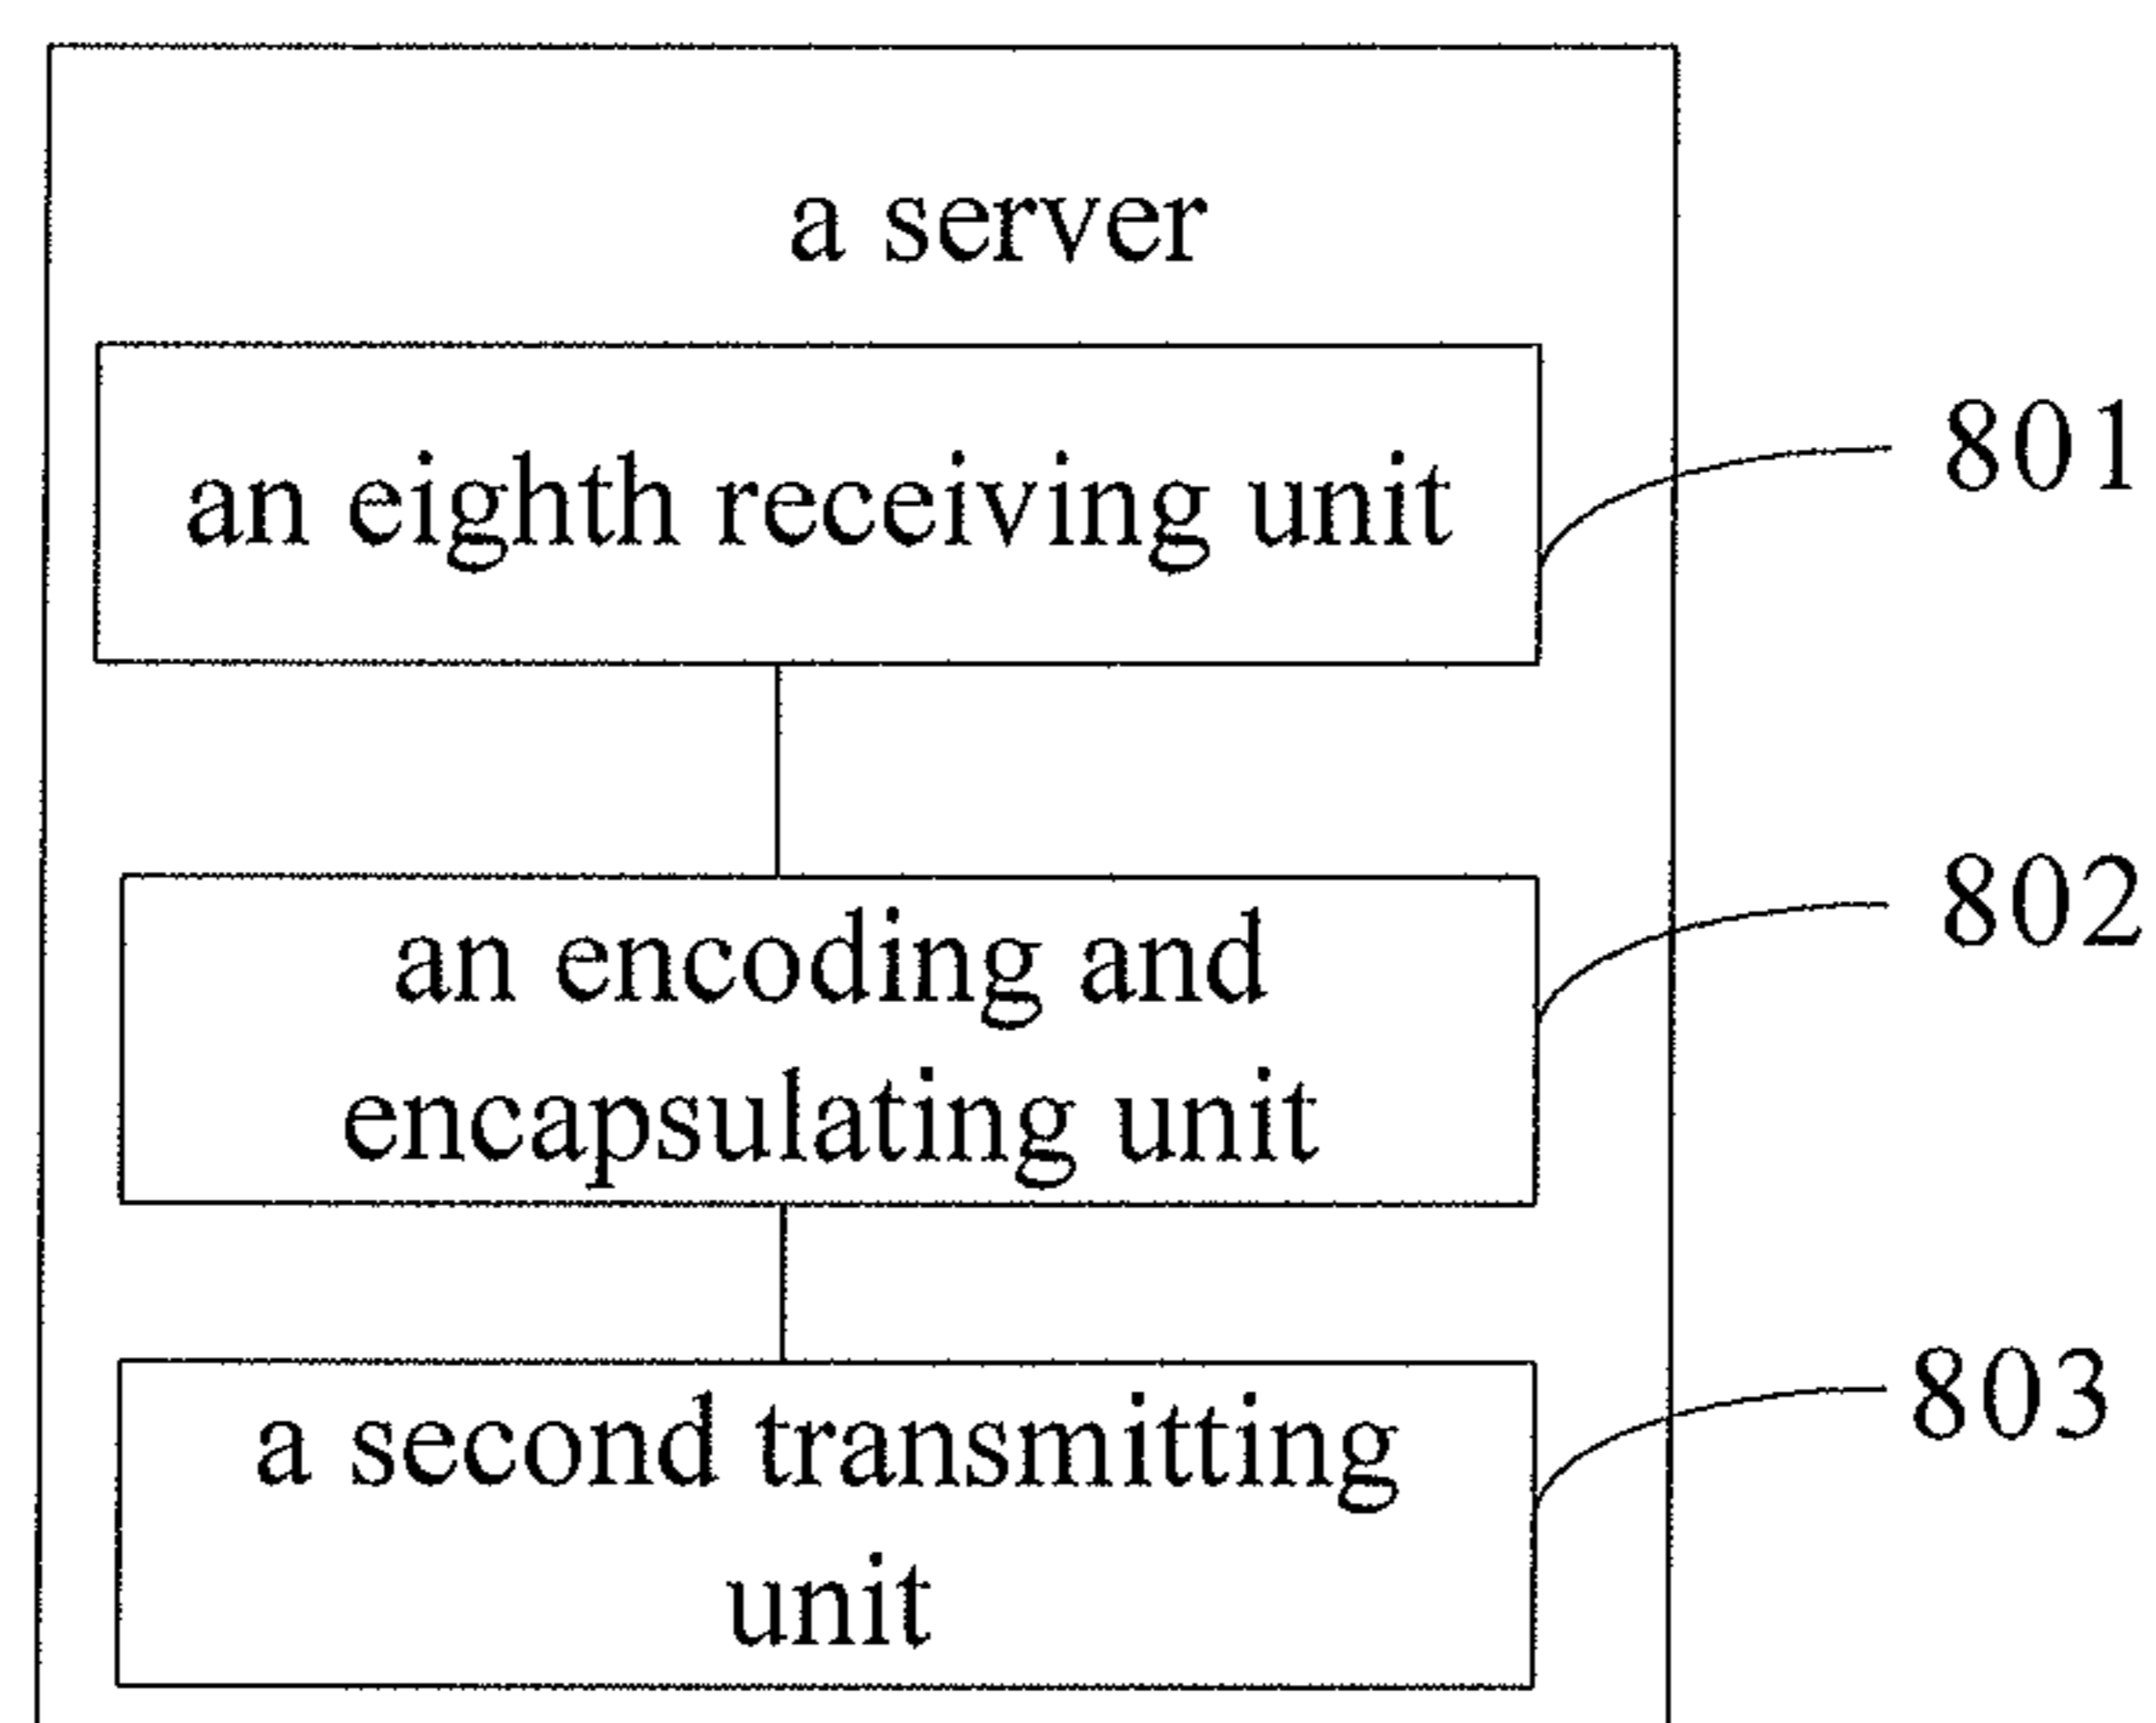 a server
an eighth receiving unit
801
an encoding and
encapsulating unit
802
a second transmitting
unit
803